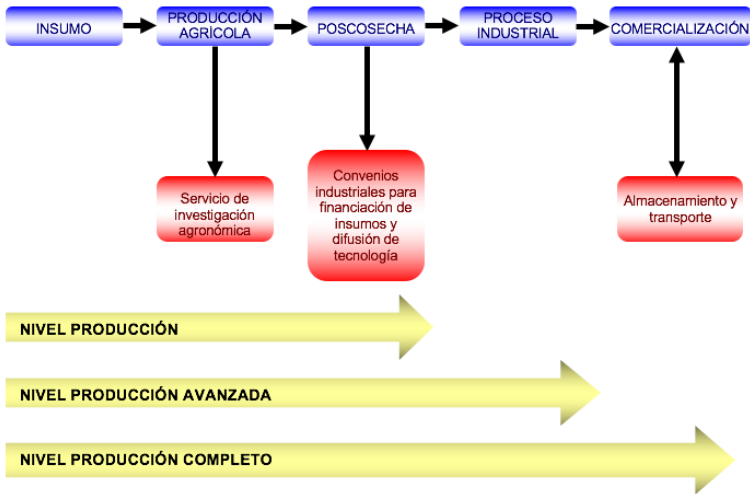 INSUMO
PRODUCCIÓN
AGRÍCOLA
POSCOSECHA
PROCESO
INDUSTRIAL
COMERCIALIZACIÓN
Servicio de
investigación
agronómica
Convenios
industriales para
financiación de
insumos y
difusión de
tecnología
Almacenamiento y
transporte
NIVEL PRODUCCIÓN
NIVEL PRODUCCIÓN AVANZADA
NIVEL PRODUCCIÓN COMPLETO